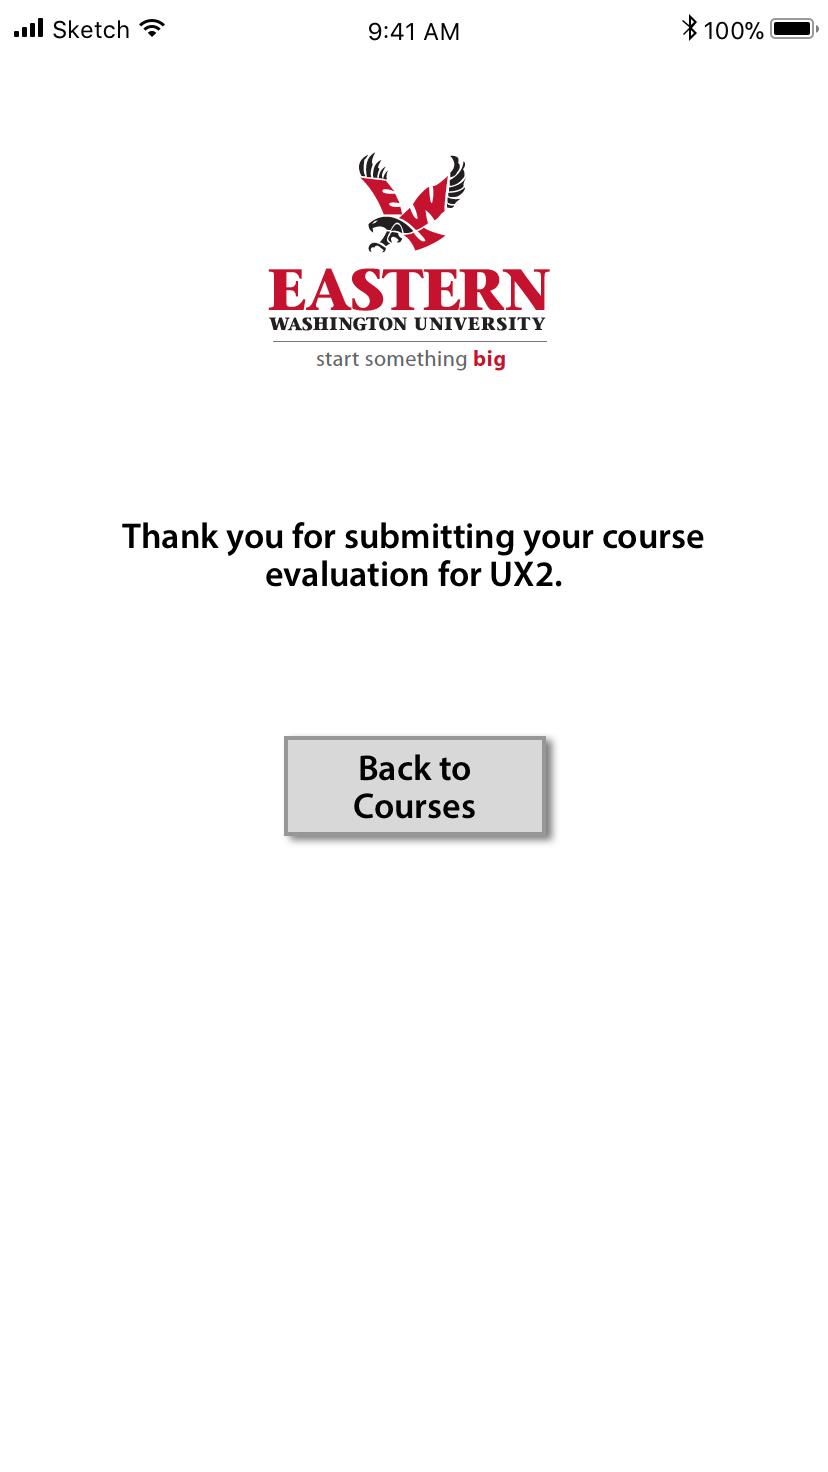 Sketch 9:41 AM 100%
EW
EASTERN
WASHINGTON UNIVERSITY
start something big
Thank you for submitting your course
evaluation for UX2.
Back to
Courses